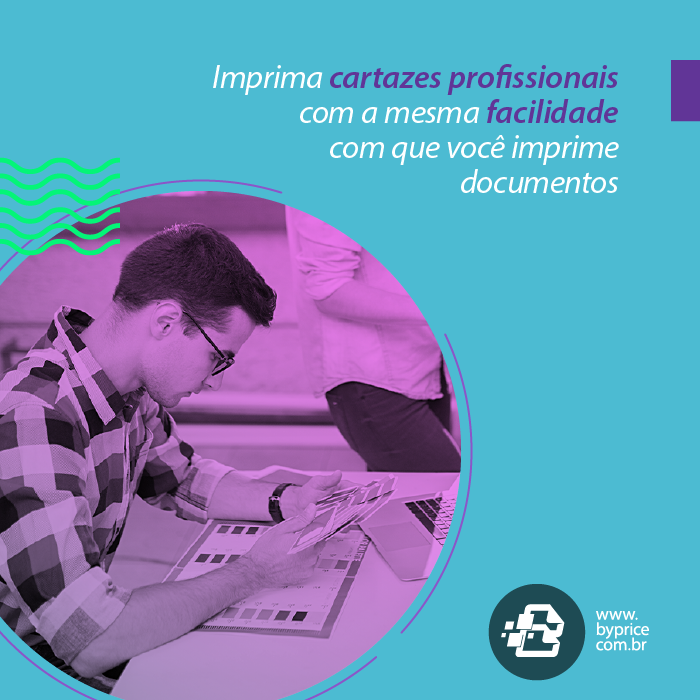 Imprima cartazes profissionais
com a mesma facilidade
com que você imprime
documentos
www.
byprice
com.br